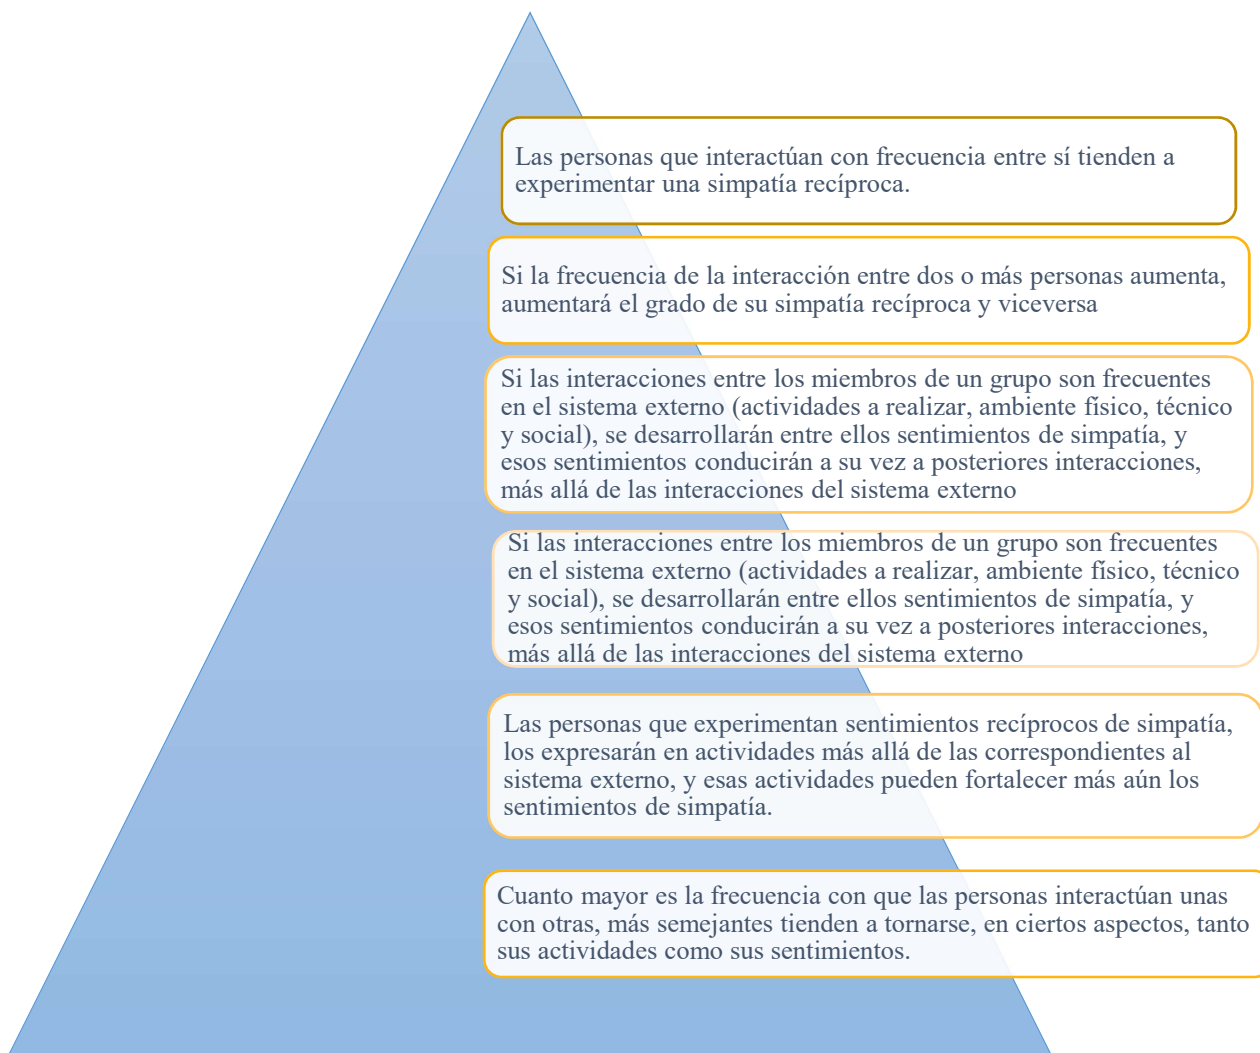 Las personas que interactúan con frecuencia entre sí tienden a
experimentar una simpatía recíproca.
Si la frecuencia de la interacción entre dos o más personas aumenta,
aumentará el grado de su simpatía recíproca y viceversa
Si las interacciones entre los miembros de un grupo son frecuentes
en el sistema externo (actividades a realizar, ambiente físico, técnico
y social), se desarrollarán entre ellos sentimientos de simpatía, y
esos sentimientos conducirán a su vez a posteriores interacciones,
más allá de las interacciones del sistema externo
Si las interacciones entre los miembros de un grupo son frecuentes
en el sistema externo (actividades a realizar, ambiente físico, técnico
y social), se desarrollarán entre ellos sentimientos de simpatía, y
esos sentimientos conducirán a su vez a posteriores interacciones,
más allá de las interacciones del sistema externo
Las personas que experimentan sentimientos recíprocos de simpatía,
los expresarán en actividades más allá de las correspondientes al
sistema externo, y esas actividades pueden fortalecer más aún los
sentimientos de simpatía.
Cuanto mayor es la frecuencia con que las personas interactúan unas
con otras, más semejantes tienden a tornarse, en ciertos aspectos, tanto
sus actividades como sus sentimientos.